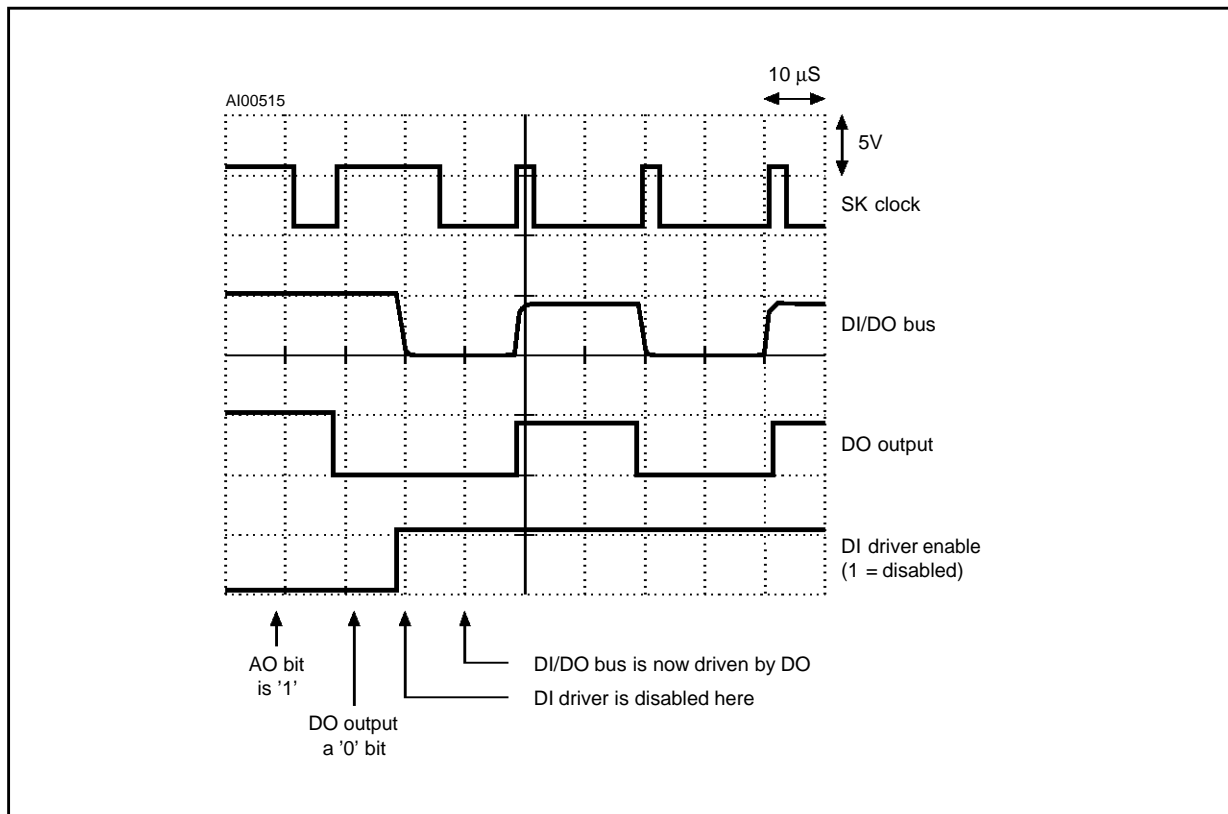 10 μS
AI00515
5V
SK clock
DI/DO bus
DO output
DI driver enable
(1 = disabled)
AO bit
is '1'
DI/DO bus is now driven by DO
DI driver is disabled here
DO output
a '0' bit